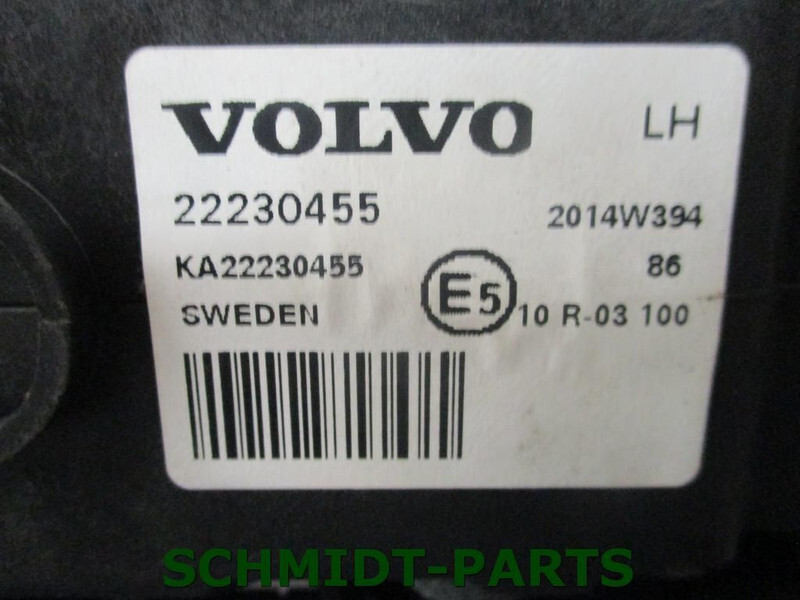 VOLVO LH
22230455 2014W394
KA22230455 86
SWEDEN E5 10 R-03 100
SCHMIDT-PARTS